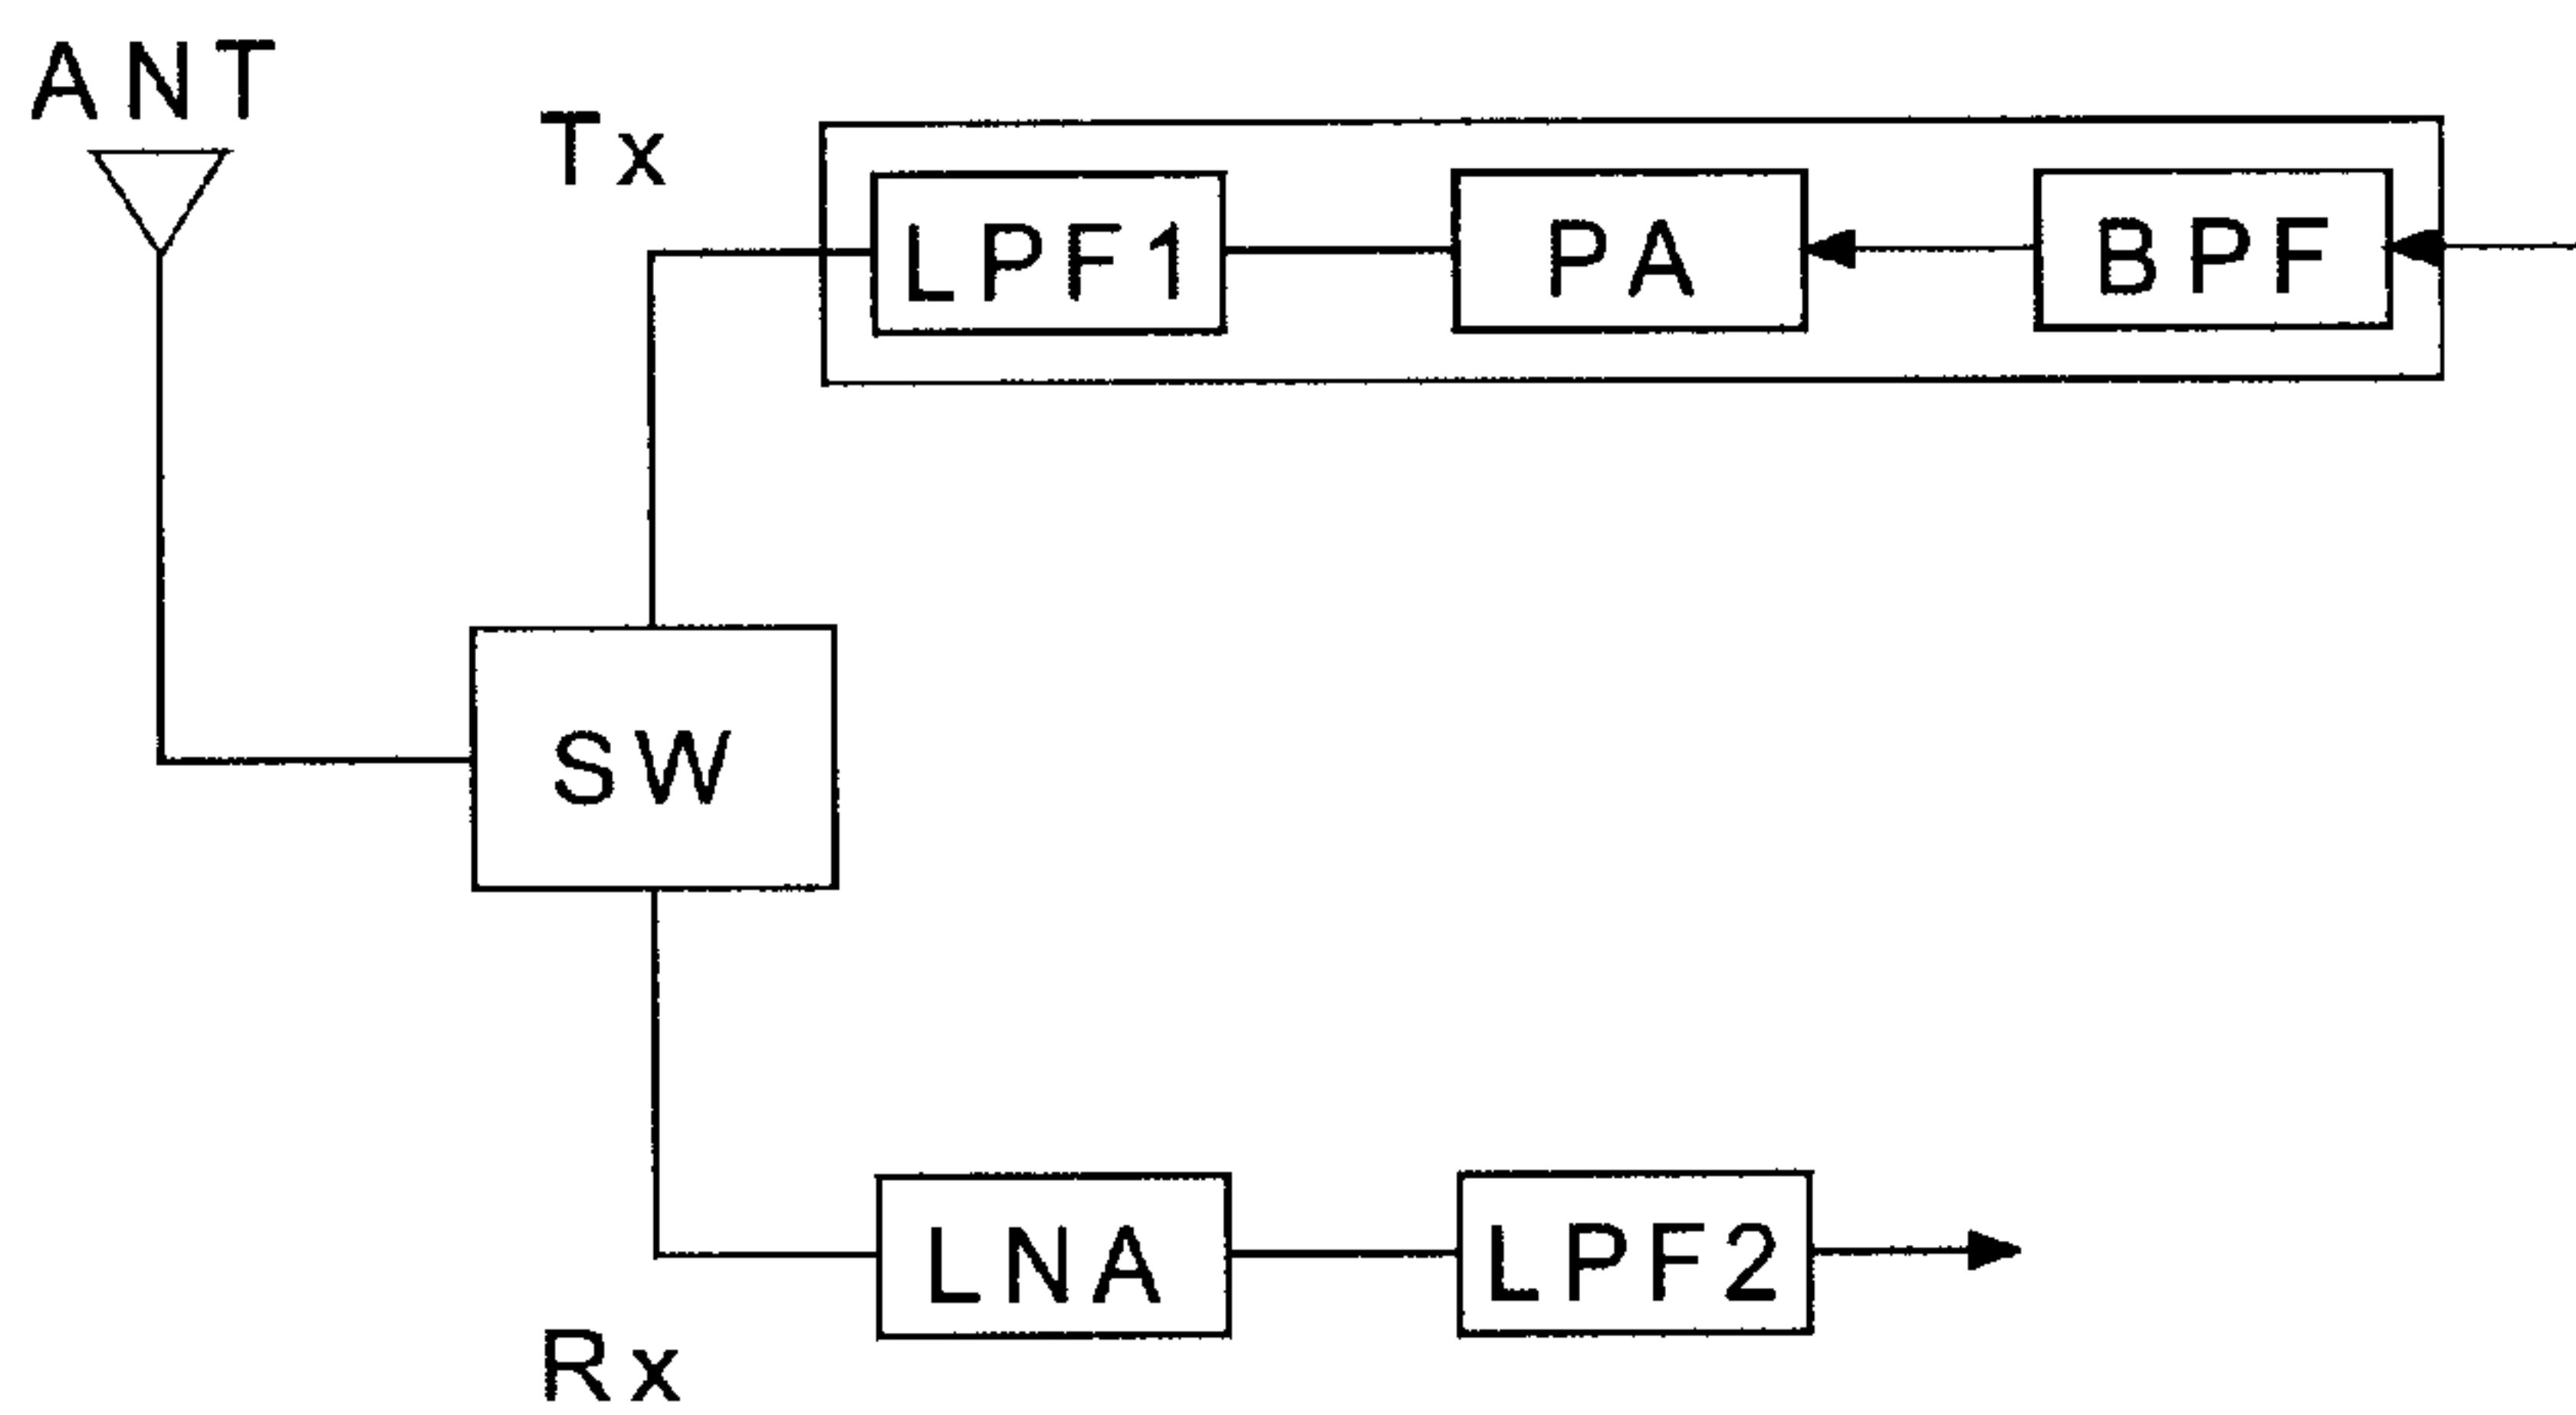 ANT
Tx
LPF1
PA
BPF
SW
LNA
LPF2
Rx